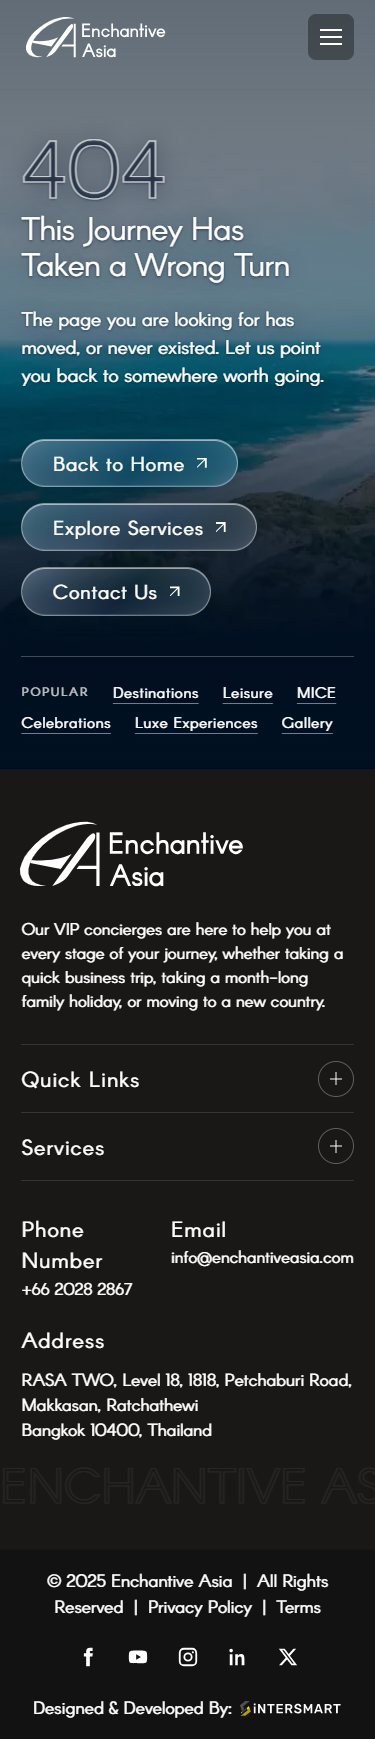 Enchantive
Asia
404
This Journey Has
Taken a Wrong Turn
The page you are looking for has
moved, or never existed. Let us point
you back to somewhere worth going.
Back to Home
Explore Services
Contact Us
POPULAR Destinations Leisure MICE
Celebrations Luxe Experiences Gallery
Enchantive
Asia
Our VIP concierges are here to help you at
every stage of your journey, whether taking a
quick business trip, taking a month-long
family holiday, or moving to a new country.
Quick Links
Services
Phone
Number
+66 2028 2867
Email
info@enchantiveasia.com
Address
RASA TWO, Level 18, 1818, Petchaburi Road,
Makkasan, Ratchathewi
Bangkok 10400, Thailand
ENCHANTIVE AS
© 2025 Enchantive Asia | All Rights
Reserved | Privacy Policy | Terms
Designed & Developed By: iNTERSMART